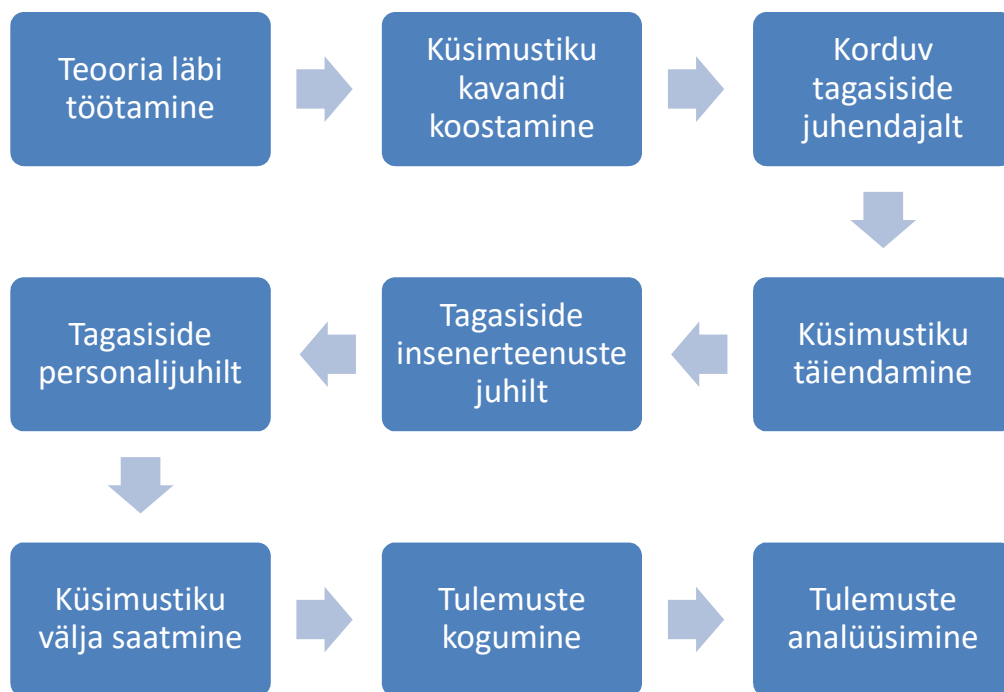 Teooria läbi
töötamine
Küsimustiku
kavandi
koostamine
Korduv
tagasiside
juhendajalt
Küsimustiku
täiendamine
Tagasiside
insenerteenuste
juhilt
Tagasiside
personalijuhilt
Küsimustiku
välja saatmine
Tulemuste
kogumine
Tulemuste
analüüsimine